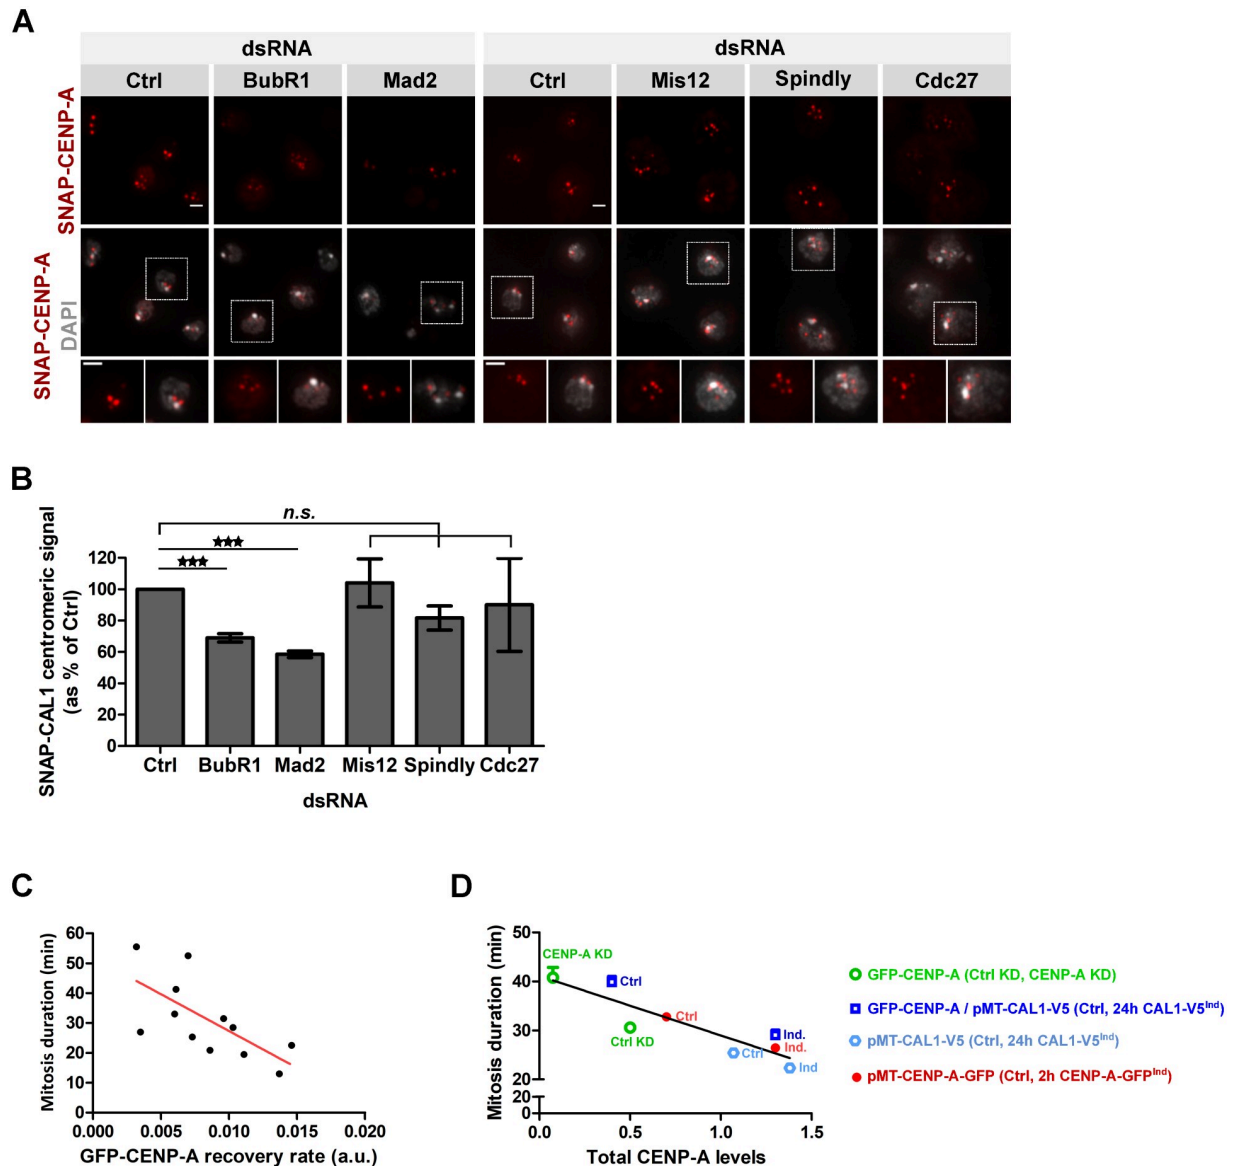 A
dsRNA
dsRNA
Ctrl BubR1 Mad2 Ctrl Mis12 Spindly Cdc27
SNAP-CENP-A
SNAP-CENP-A
DAPI
B
SNAP-CAL1 centromeric signal
(as % of Ctrl)
n.s.
★★★
★★★
120
100
80
60
40
20
0
Ctrl BubR1 Mad2 Mis12 Spindly Cdc27
dsRNA
C
Mitosis duration (min)
60
50
40
30
20
10
0
0.000 0.005 0.010 0.015 0.020
GFP-CENP-A recovery rate (a.u.)
D
Mitosis duration (min)
50
40
30
20
20
0
CENP-A KD
Ctrl
Ctrl
Ctrl KD
Ind.
Ind.
Ctrl
Ind
0.0 0.5 1.0 1.5
Total CENP-A levels
GFP-CENP-A (Ctrl KD, CENP-A KD)
GFP-CENP-A / pMT-CAL1-V5 (Ctrl, 24h CAL1-V5Ind)
pMT-CAL1-V5 (Ctrl, 24h CAL1-V5Ind)
pMT-CENP-A-GFP (Ctrl, 2h CENP-A-GFPInd)